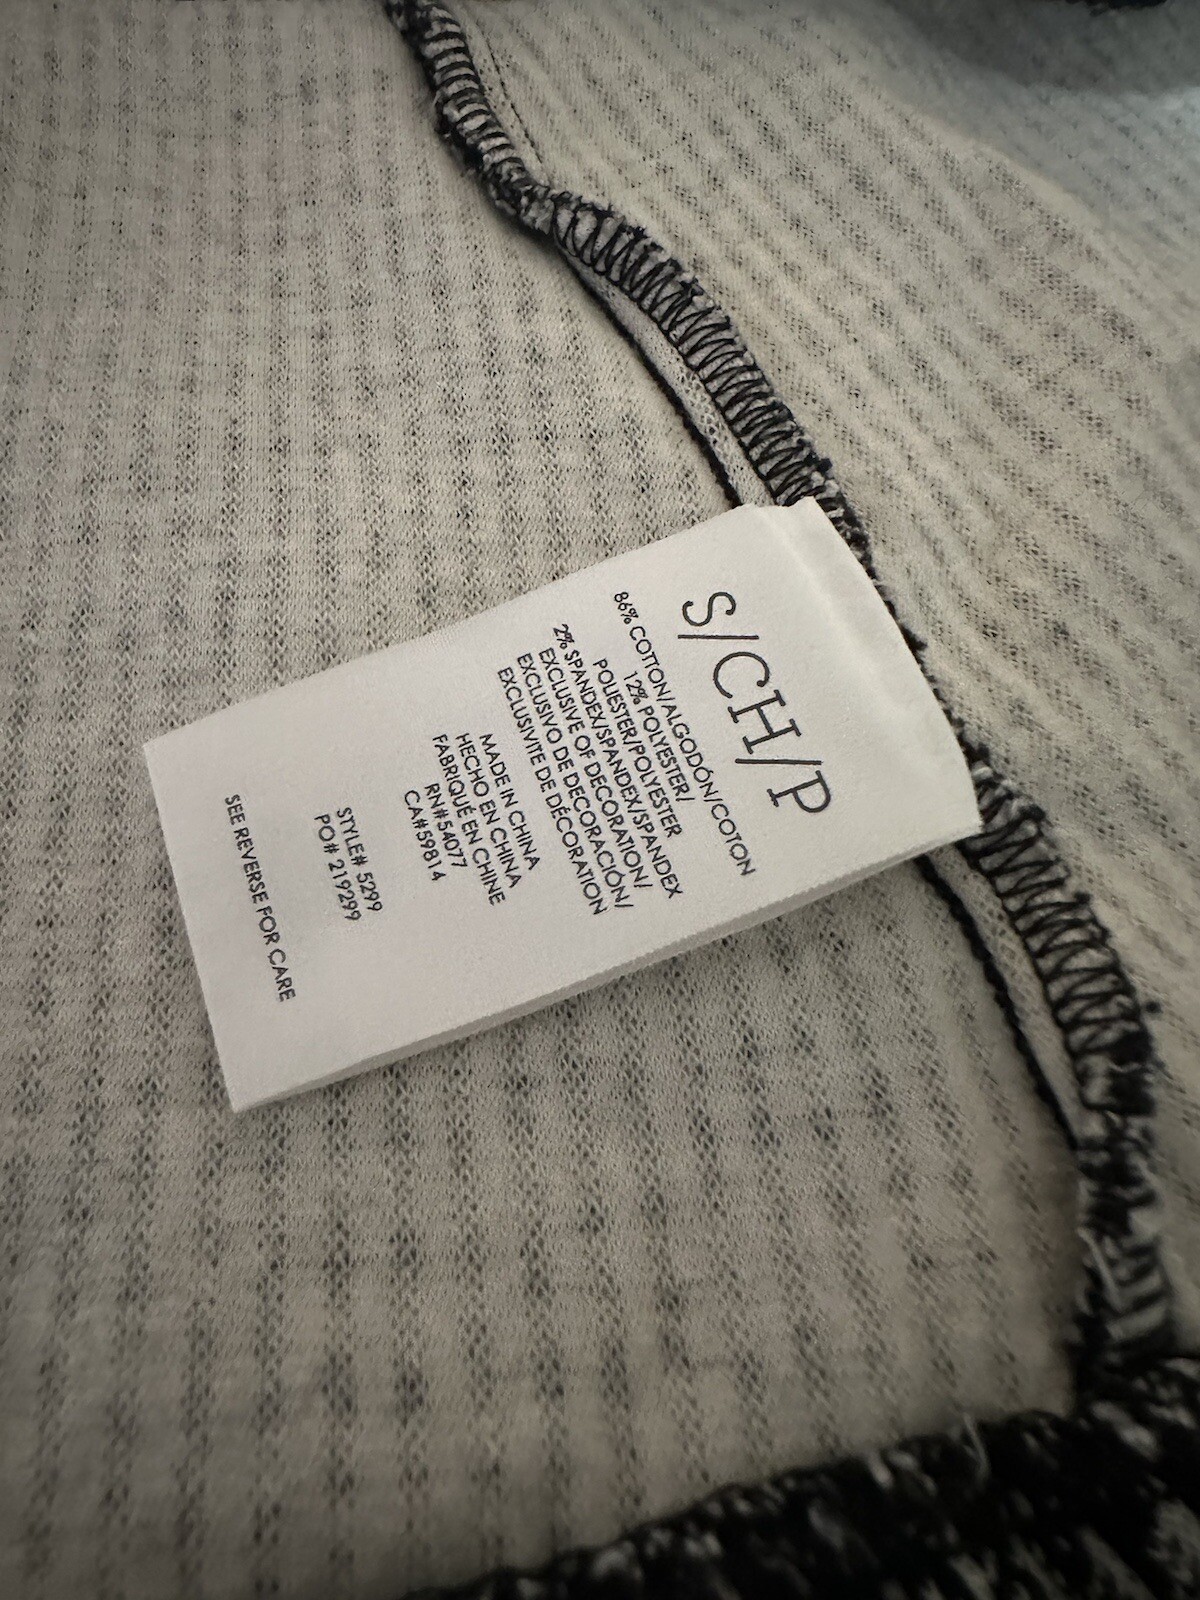 S/CH/P
86% COTTON/ALGODÓN/COTON
12% POLYESTER/
POLIESTER/POLYESTER
2% SPANDEX/SPANDEX/SPANDEX
EXCLUSIVE OF DECORATION/
EXCLUSIVO DE DECORACIÓN/
EXCLUSIVITE DE DÉCORATION
MADE IN CHINA
HECHO EN CHINA
FABRIQUÉ EN CHINE
RN#54077
CA#59814
STYLE# 5299
PO# 219299
SEE REVERSE FOR CARE